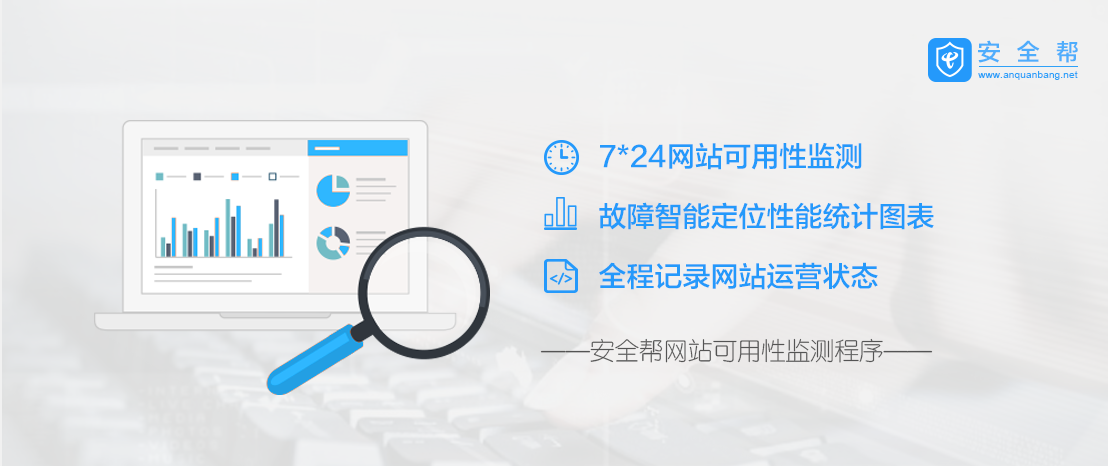 安全帮
www.anquanbang.net
7*24网站可用性监测
故障智能定位性能统计图表
全程记录网站运营状态
——安全帮网站可用性监测程序——